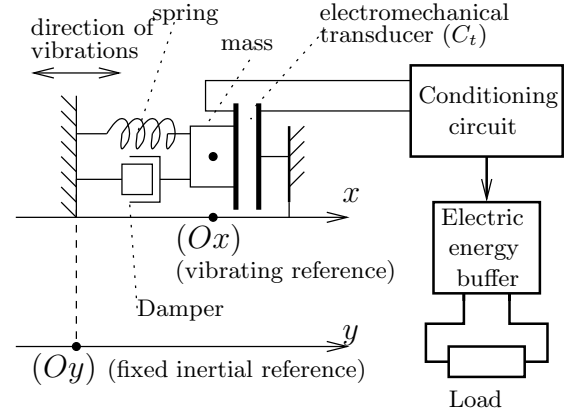 direction of
vibrations
spring
mass
electromechanical
transducer (Cₜ)
Conditioning
circuit
x
(Ox)
(vibrating reference)
Electric
energy
buffer
Damper
y
(Oy) (fixed inertial reference)
Load